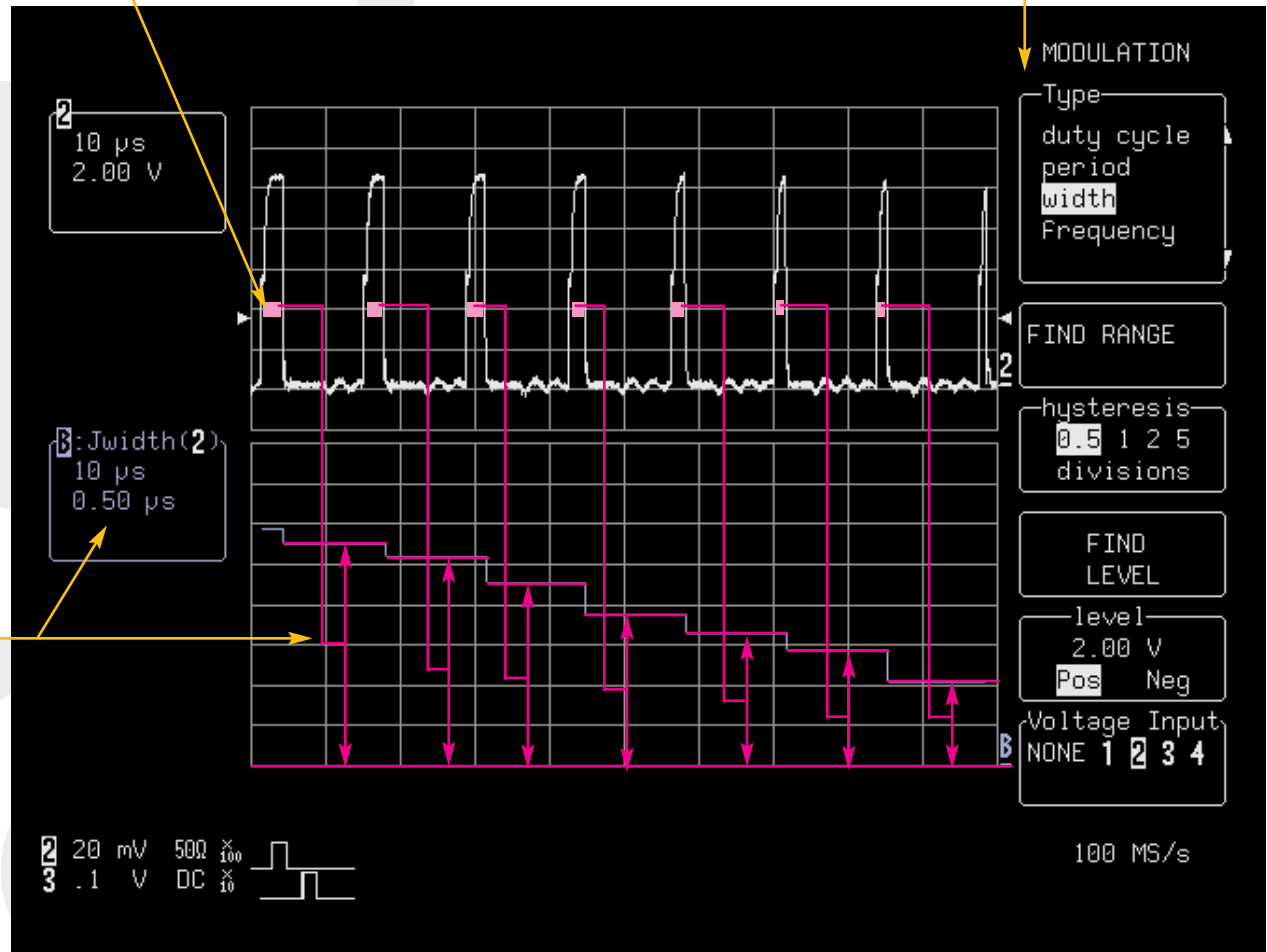 MODULATION
Type
duty cycle
period
width
frequency
2
10 µs
2.00 V
FIND RANGE
2
hysteresis
0.5 1 2 5
divisions
B:Jwidth(2)
10 µs
0.50 µs
FIND
LEVEL
level
2.00 V
Pos Neg
Voltage Input
B
NONE 1 2 3 4
2 20 mV 50Ω X100
3 .1 V DC X10
100 MS/s